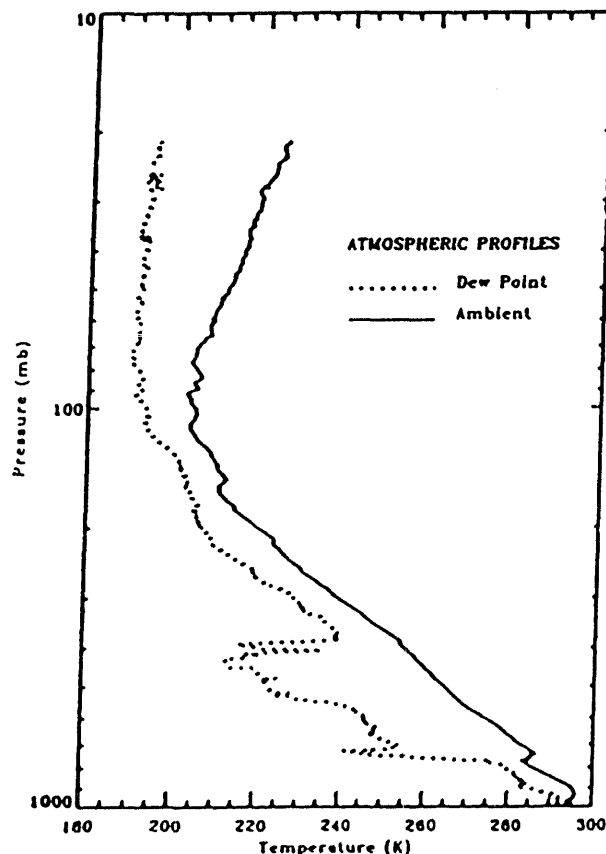 10
ATMOSPHERIC PROFILES
Dew Point
Ambient
Pressure (mb)
100
1000
180 200 220 240 260 280 300
Temperature (K)